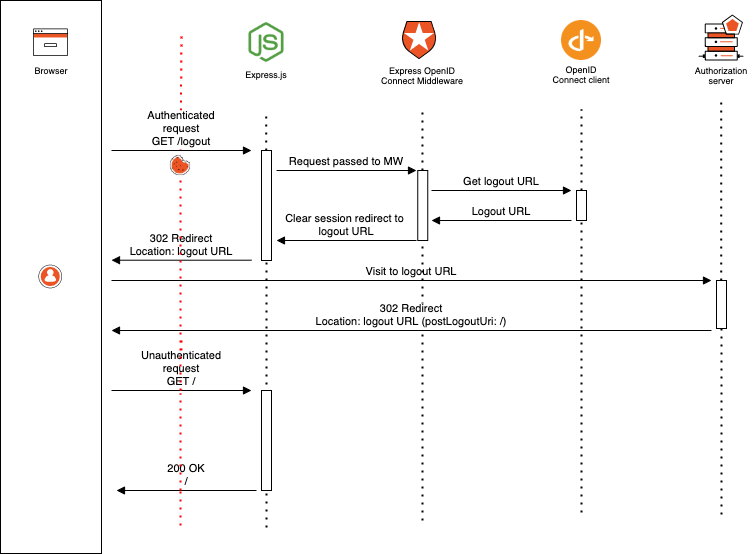 Browser
JS
Express.js
Express OpenID
Connect Middleware
OpenID
Connect client
Authorization
server
Authenticated
request
GET /logout
Request passed to MW
Get logout URL
Logout URL
Clear session redirect to
logout URL
302 Redirect
Location: logout URL
Visit to logout URL
302 Redirect
Location: logout URL (postLogoutUri: /)
Unauthenticated
request
GET /
200 OK
/